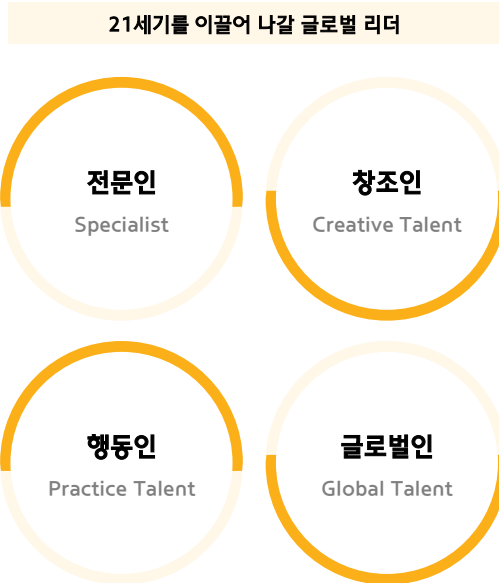 21세기를 이끌어 나갈 글로벌 리더
전문인
Specialist
창조인
Creative Talent
행동인
Practice Talent
글로벌인
Global Talent